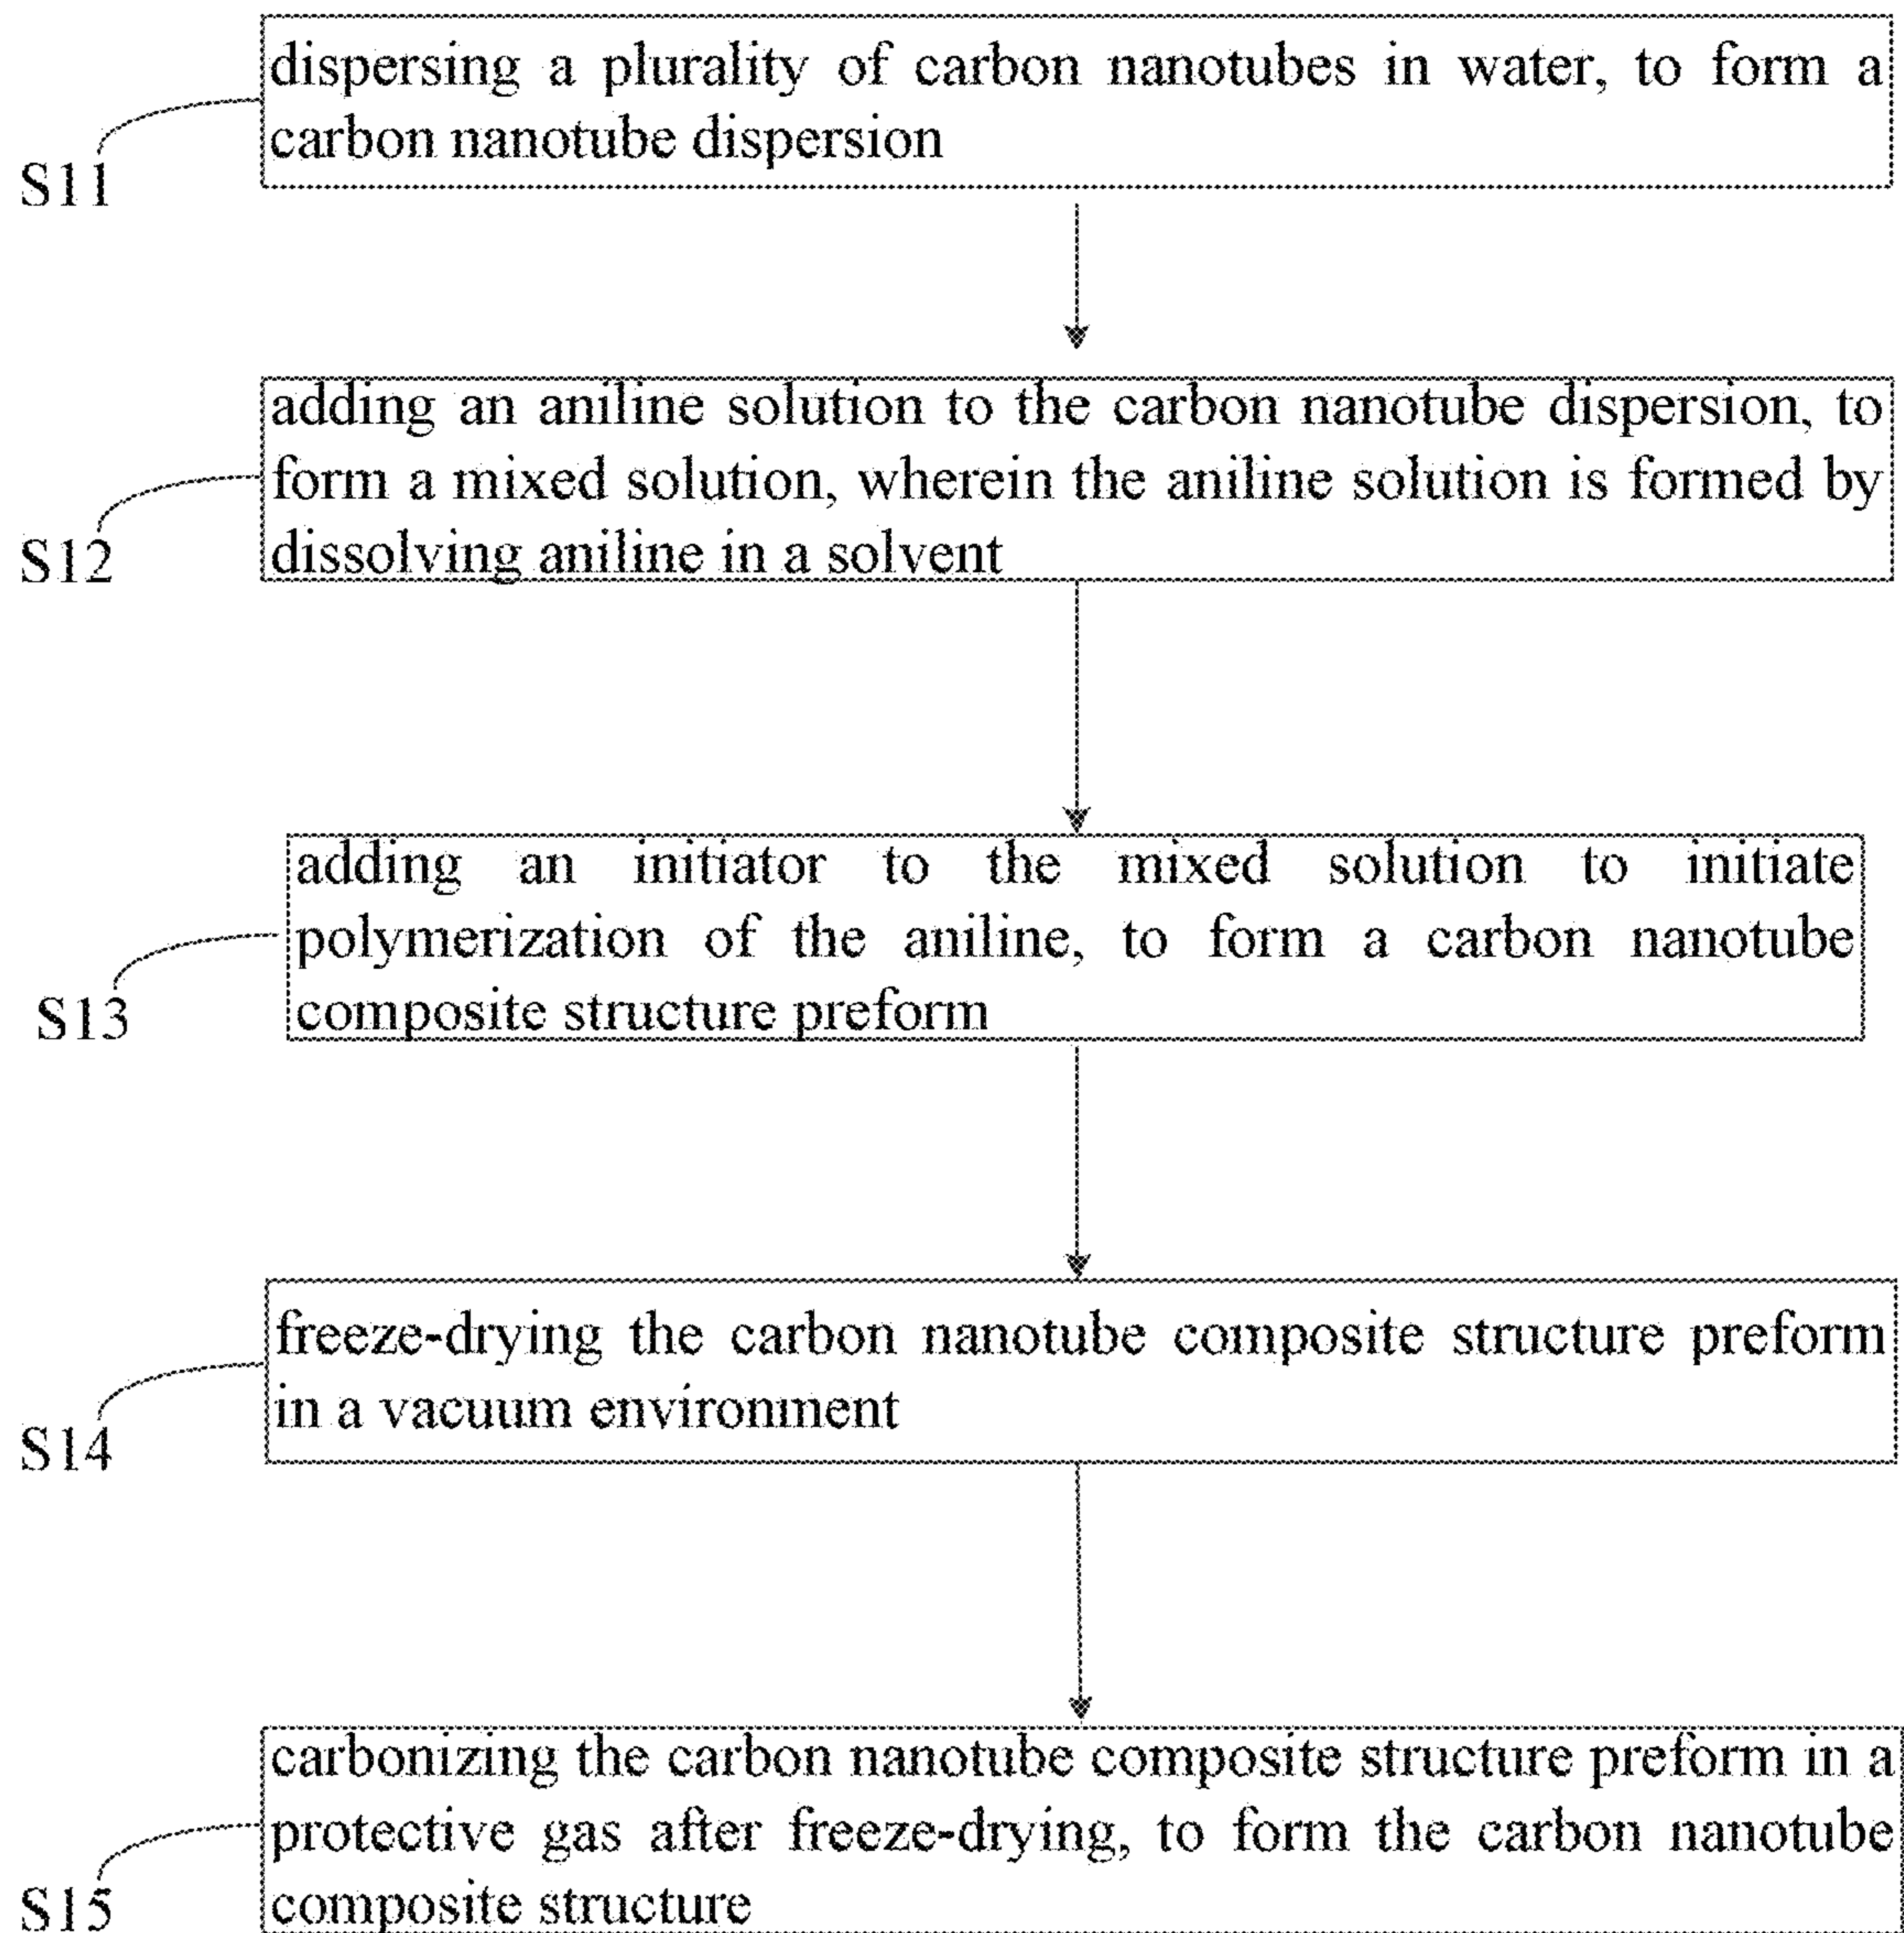 dispersing a plurality of carbon nanotubes in water, to form a
carbon nanotube dispersion
S11
adding an aniline solution to the carbon nanotube dispersion, to
form a mixed solution, wherein the aniline solution is formed by
dissolving aniline in a solvent
S12
adding an initiator to the mixed solution to initiate
polymerization of the aniline, to form a carbon nanotube
composite structure preform
S13
freeze-drying the carbon nanotube composite structure preform
in a vacuum environment
S14
carbonizing the carbon nanotube composite structure preform in a
protective gas after freeze-drying, to form the carbon nanotube
composite structure
S15